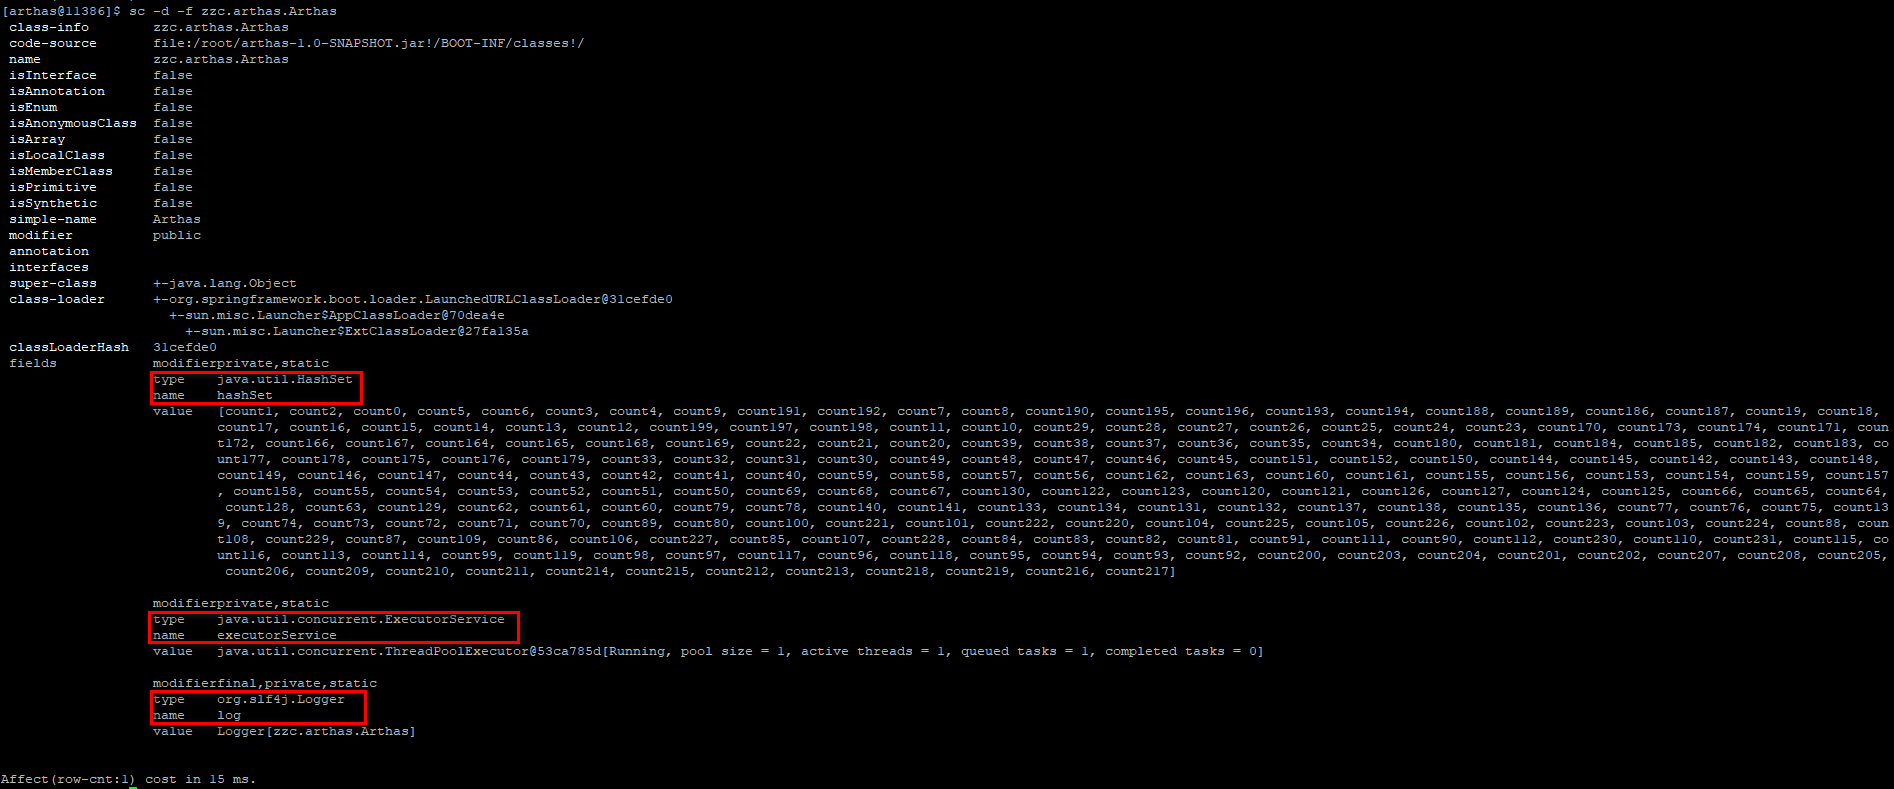 [arthas@11386]$ sc -d -f zzc.arthas.Arthas
class-info zzc.arthas.Arthas
code-source file:/root/arthas-1.0-SNAPSHOT.jar!/BOOT-INF/classes!/
name zzc.arthas.Arthas
isInterface false
isAnnotation false
isEnum false
isAnonymousClass false
isArray false
isLocalClass false
isMemberClass false
isPrimitive false
isSynthetic false
simple-name Arthas
modifier public
annotation
interfaces
super-class +-java.lang.Object
class-loader +-org.springframework.boot.loader.LaunchedURLClassLoader@31cefde0
+-sun.misc.Launcher$AppClassLoader@70dea4e
+-sun.misc.Launcher$ExtClassLoader@27fa135a
classLoaderHash 31cefde0
fields modifierprivate,static
type java.util.HashSet
name hashSet
value [count1, count2, count0, count5, count6, count3, count4, count9, count191, count192, count7, count8, count190, count195, count196, count193, count194, count188, count189, count186, count187, count19, count18,
count17, count16, count15, count14, count13, count12, count199, count197, count198, count11, count10, count29, count28, count27, count26, count25, count24, count23, count170, count173, count174, count171, coun
t172, count166, count167, count164, count165, count168, count169, count22, count21, count20, count39, count38, count37, count36, count35, count34, count180, count181, count184, count185, count182, count183, co
unt177, count178, count175, count176, count179, count33, count32, count31, count30, count49, count48, count47, count46, count45, count151, count152, count150, count144, count145, count142, count143, count148,
count149, count146, count147, count44, count43, count42, count41, count40, count59, count58, count57, count56, count162, count163, count160, count161, count155, count156, count153, count154, count159, count157
, count158, count55, count54, count53, count52, count51, count50, count69, count68, count67, count130, count122, count123, count120, count121, count126, count127, count124, count125, count66, count65, count64,
count128, count63, count129, count62, count61, count60, count79, count78, count140, count141, count133, count134, count131, count132, count137, count138, count135, count136, count77, count76, count75, count13
9, count74, count73, count72, count71, count70, count89, count80, count100, count221, count101, count222, count220, count104, count225, count105, count226, count102, count223, count103, count224, count88, coun
t108, count229, count87, count109, count86, count106, count227, count85, count107, count228, count84, count83, count82, count81, count91, count111, count90, count112, count230, count110, count231, count115, co
unt116, count113, count114, count99, count119, count98, count97, count117, count96, count118, count95, count94, count93, count92, count200, count203, count204, count201, count202, count207, count208, count205,
count206, count209, count210, count211, count214, count215, count212, count213, count218, count219, count216, count217]
modifierprivate,static
type java.util.concurrent.ExecutorService
name executorService
value java.util.concurrent.ThreadPoolExecutor@53ca785d[Running, pool size = 1, active threads = 1, queued tasks = 1, completed tasks = 0]
modifierfinal,private,static
type org.slf4j.Logger
name log
value Logger[zzc.arthas.Arthas]
Affect(row-cnt:1) cost in 15 ms.